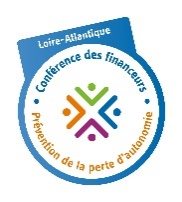 Loire-Atlantique
Conférence des financeurs
Prévention de la perte d'autonomie